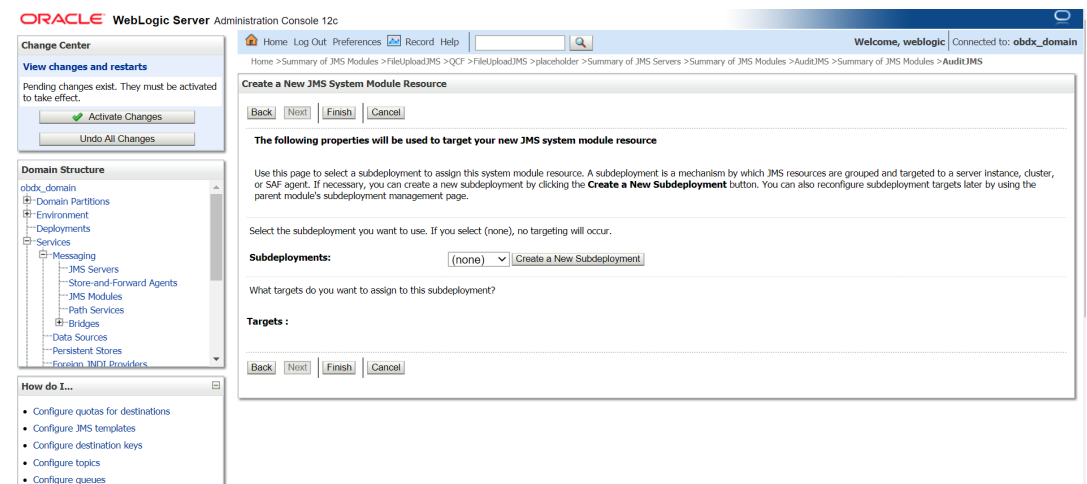 ORACLE WebLogic Server Administration Console 12c
Change Center
View changes and restarts
Pending changes exist. They must be activated
to take effect.
Activate Changes
Undo All Changes
Domain Structure
obdx_domain
Domain Partitions
Environment
Deployments
Services
Messaging
JMS Servers
Store-and-Forward Agents
JMS Modules
Path Services
Bridges
Data Sources
Persistent Stores
Foreign JNDI Providers
How do I...
Configure quotas for destinations
Configure JMS templates
Configure destination keys
Configure topics
Configure queues
Home Log Out Preferences Record Help
Welcome, weblogic Connected to: obdx_domain
Home >Summary of JMS Modules >FileUploadJMS >QCF >FileUploadJMS >placeholder >Summary of JMS Servers >Summary of JMS Modules >AuditJMS >Summary of JMS Modules >AuditJMS
Create a New JMS System Module Resource
Back Next Finish Cancel
The following properties will be used to target your new JMS system module resource
Use this page to select a subdeployment to assign this system module resource. A subdeployment is a mechanism by which JMS resources are grouped and targeted to a server instance, cluster,
or SAF agent. If necessary, you can create a new subdeployment by clicking the Create a New Subdeployment button. You can also reconfigure subdeployment targets later by using the
parent module's subdeployment management page.
Select the subdeployment you want to use. If you select (none), no targeting will occur.
Subdeployments: (none) Create a New Subdeployment
What targets do you want to assign to this subdeployment?
Targets :
Back Next Finish Cancel